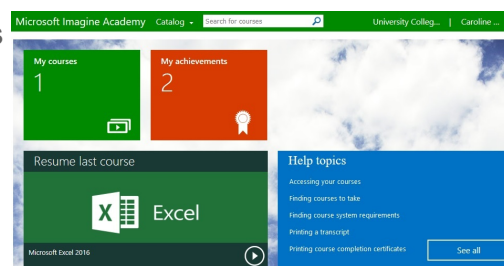 Microsoft Imagine Academy Catalog Search for courses University Colleg... | Caroline ...
My courses
1
My achievements
2
Resume last course
Excel
Microsoft Excel 2016
Help topics
Accessing your courses
Finding courses to take
Finding course system requirements
Printing a transcript
Printing course completion certificates
See all